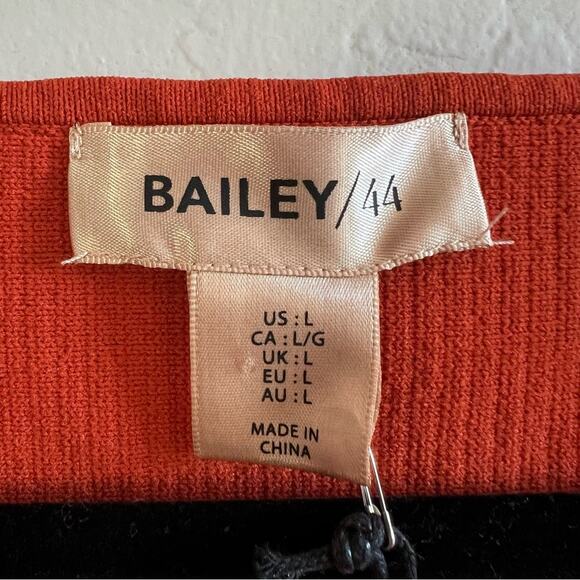 BAILEY/44
US : L
CA : L/G
UK : L
EU : L
AU : L
MADE IN
CHINA